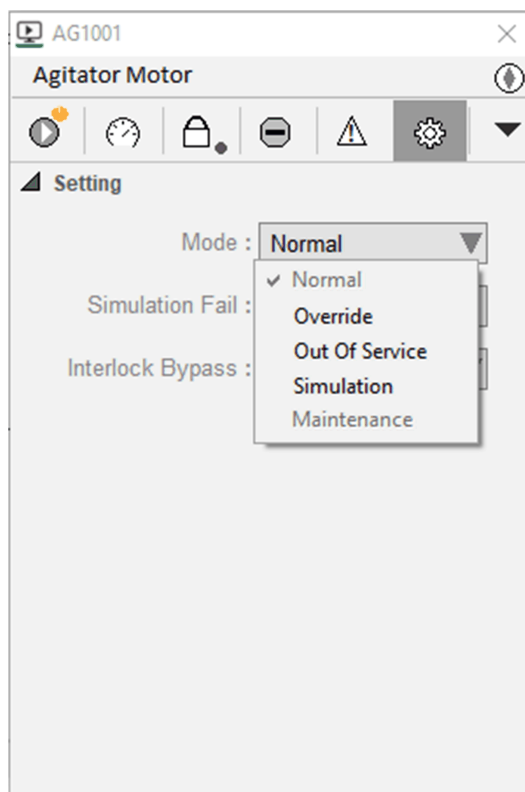 AG1001
Agitator Motor
Setting
Mode : Normal
Normal
Simulation Fail :
Override
Out Of Service
Interlock Bypass :
Simulation
Maintenance